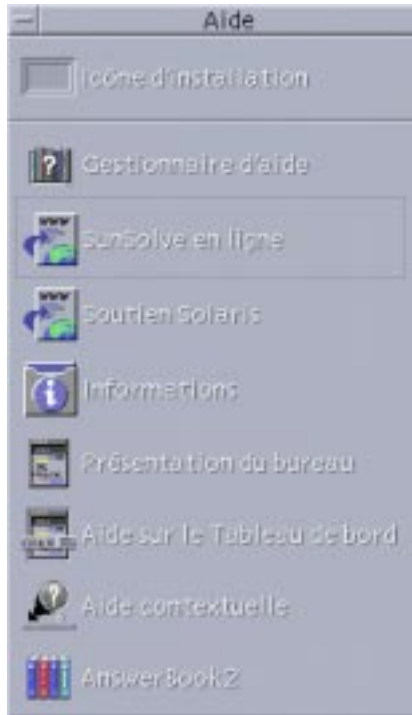 Aide
Icône d'installation
Gestionnaire d'aide
SunSolve en ligne
Soutien Solaris
Informations
Présentation du bureau
Aide sur le Tableau de bord
Aide contextuelle
AnswerBook2